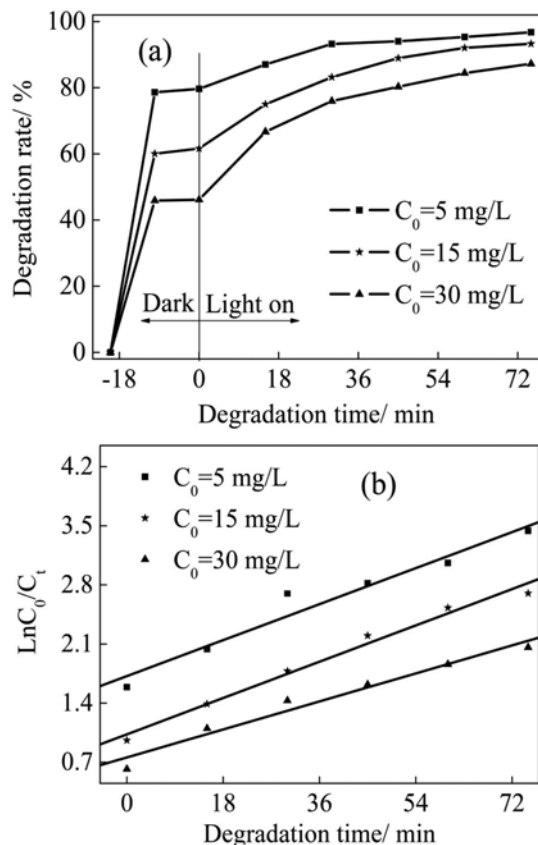 100
80
60
40
20
0
Degradation rate/ %
(a)
C₀=5 mg/L
C₀=15 mg/L
C₀=30 mg/L
Dark
Light on
-18 0 18 36 54 72
Degradation time/ min
4.2
3.5
2.8
2.1
1.4
0.7
LnC₀/Cₜ
C₀=5 mg/L
C₀=15 mg/L
C₀=30 mg/L
(b)
0 18 36 54 72
Degradation time/ min